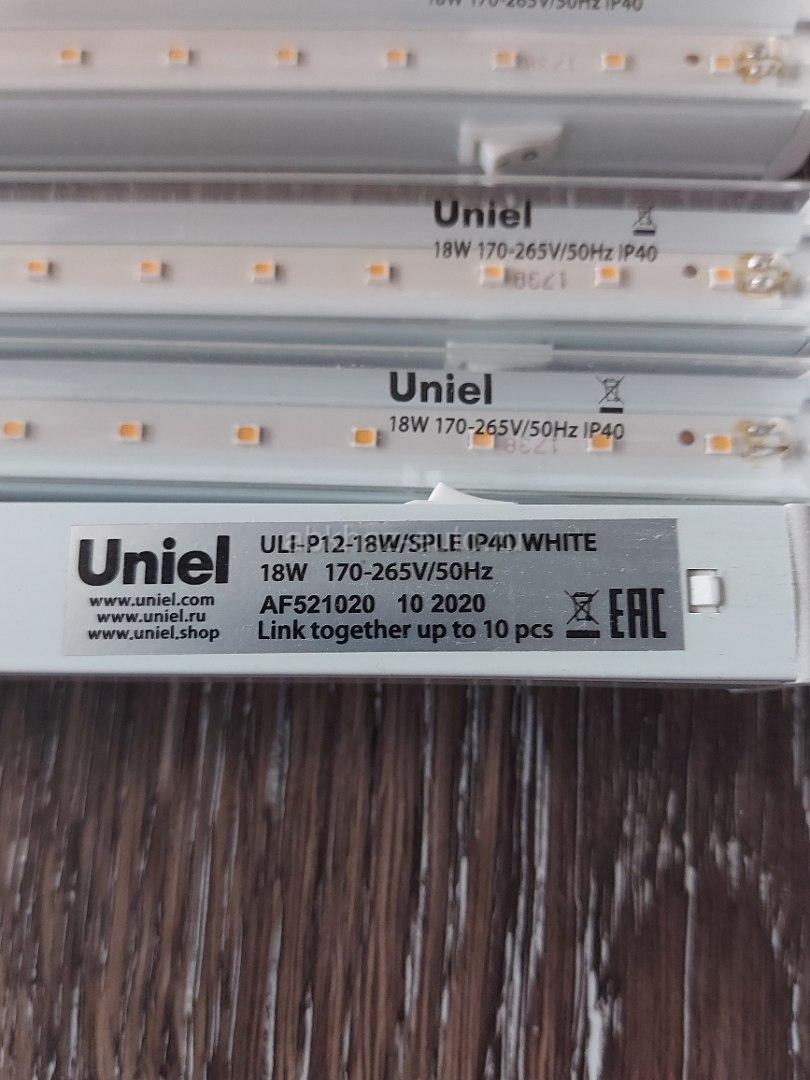 18W 170-265V/50Hz IP40
Uniel
18W 170-265V/50Hz IP40
1738
Uniel
18W 170-265V/50Hz IP40
1738
Uniel
www.uniel.com
www.uniel.ru
www.uniel.shop
ULI-P12-18W/SPLE IP40 WHITE
18W 170-265V/50Hz
AF521020 10 2020
Link together up to 10 pcs
EAC